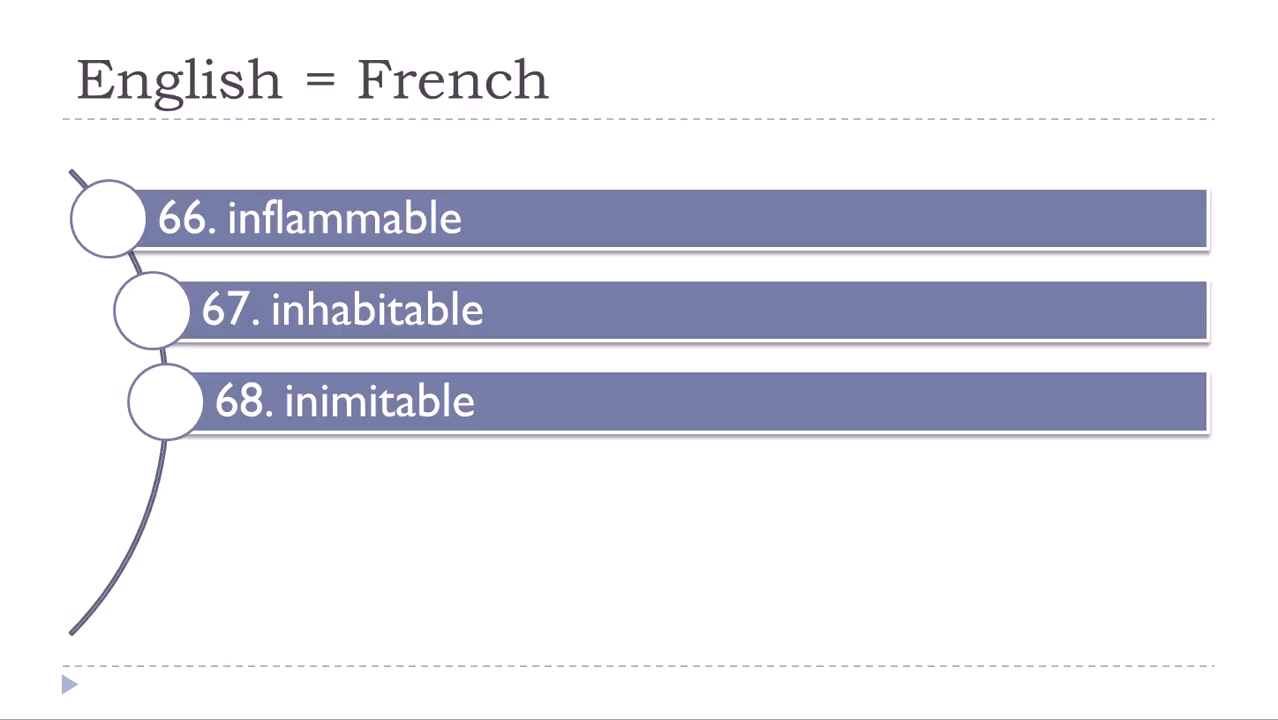 English = French
66. inflammable
67. inhabitable
68. inimitable